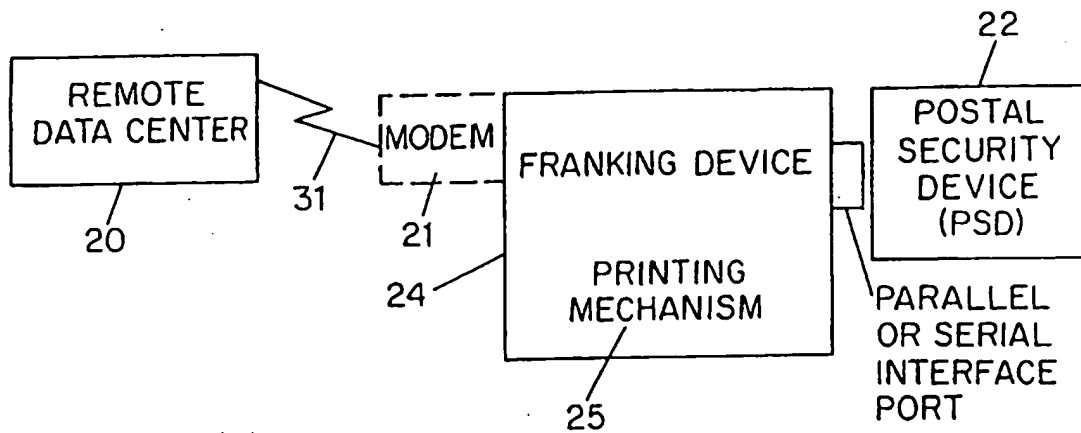 REMOTE
DATA CENTER
20
31
MODEM
21
FRANKING DEVICE
24
PRINTING
MECHANISM
25
22
POSTAL
SECURITY
DEVICE
(PSD)
PARALLEL
OR SERIAL
INTERFACE
PORT